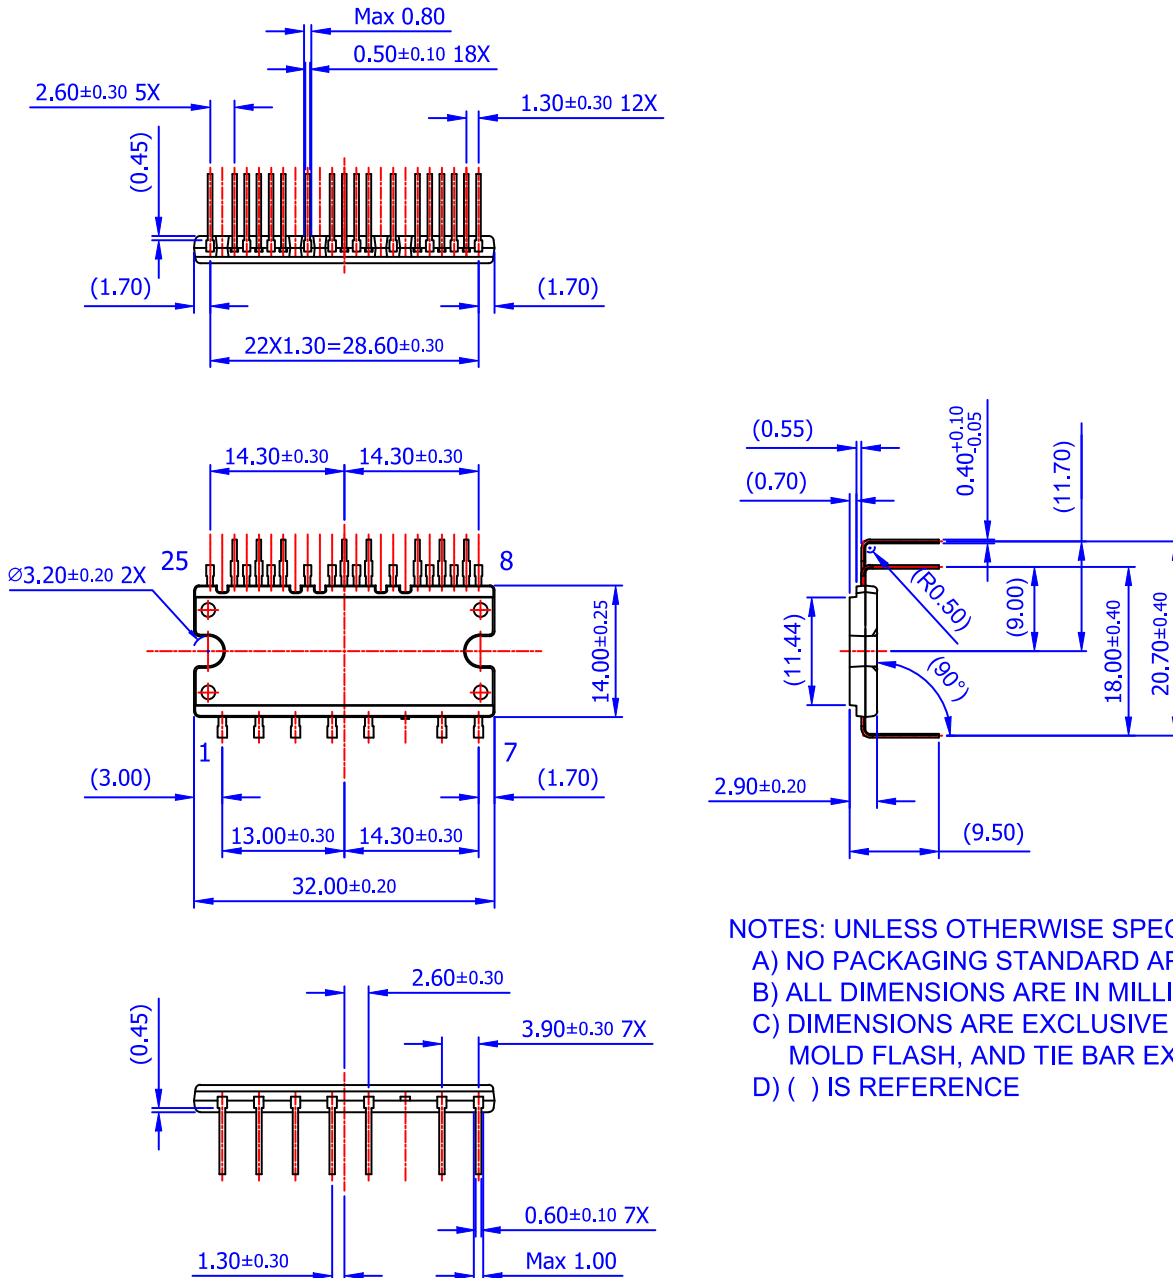 Max 0.80
0.50±0.10 18X
2.60±0.30 5X
1.30±0.30 12X
(0.45)
(1.70)
(1.70)
22X1.30=28.60±0.30
14.30±0.30
14.30±0.30
25
8
⌀3.20±0.20 2X
14.00±0.25
1
7
(3.00)
(1.70)
13.00±0.30
14.30±0.30
32.00±0.20
(0.55)
(0.70)
0.40+0.10
-0.05
(11.70)
(R0.50)
(9.00)
(11.44)
(90°)
18.00±0.40
20.70±0.40
2.90±0.20
(9.50)
2.60±0.30
3.90±0.30 7X
(0.45)
0.60±0.10 7X
1.30±0.30
Max 1.00
NOTES: UNLESS OTHERWISE
A) NO PACKAGING STANDARD
B) ALL DIMENSIONS ARE IN
C) DIMENSIONS ARE EXCLUSIVE
MOLD FLASH, AND TIE BAR
D) ( ) IS REFERENCE